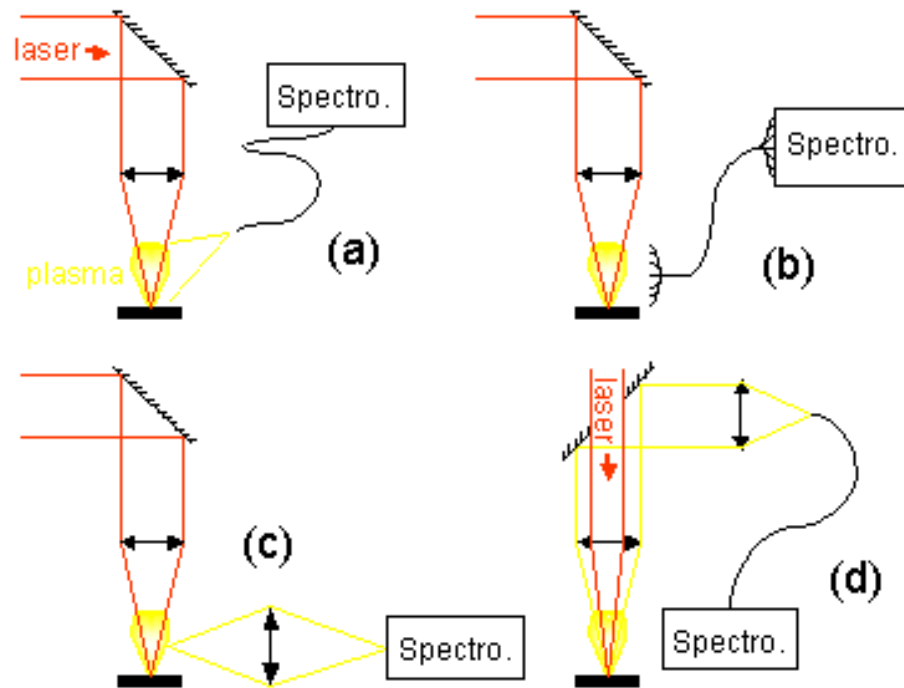 laser
Spectro.
plasma
(a)
Spectro.
(b)
(c)
Spectro.
laser
(d)
Spectro.